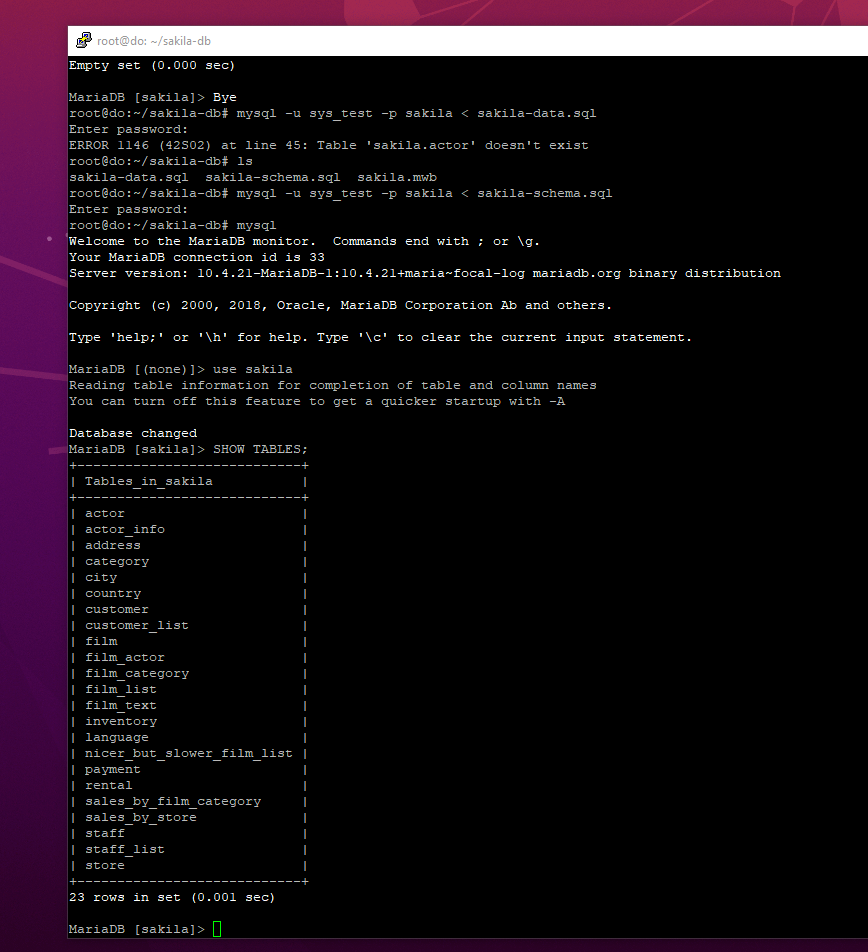 root@do: ~/sakila-db
Empty set (0.000 sec)
MariaDB [sakila]> Bye
root@do:~/sakila-db# mysql -u sys_test -p sakila < sakila-data.sql
Enter password:
ERROR 1146 (42S02) at line 45: Table 'sakila.actor' doesn't exist
root@do:~/sakila-db# ls
sakila-data.sql  sakila-schema.sql  sakila.mwb
root@do:~/sakila-db# mysql -u sys_test -p sakila < sakila-schema.sql
Enter password:
root@do:~/sakila-db# mysql
Welcome to the MariaDB monitor.  Commands end with ; or \g.
Your MariaDB connection id is 33
Server version: 10.4.21-MariaDB-1:10.4.21+maria~focal-log mariadb.org binary distribution
Copyright (c) 2000, 2018, Oracle, MariaDB Corporation Ab and others.
Type 'help;' or '\h' for help. Type '\c' to clear the current input statement.
MariaDB [(none)]> use sakila
Reading table information for completion of table and column names
You can turn off this feature to get a quicker startup with -A
Database changed
MariaDB [sakila]> SHOW TABLES;
+----------------------------+
| Tables_in_sakila           |
+----------------------------+
| actor                      |
| actor_info                 |
| address                    |
| category                   |
| city                       |
| country                    |
| customer                   |
| customer_list              |
| film                       |
| film_actor                 |
| film_category              |
| film_list                  |
| film_text                  |
| inventory                  |
| language                   |
| nicer_but_slower_film_list |
| payment                    |
| rental                     |
| sales_by_film_category     |
| sales_by_store             |
| staff                      |
| staff_list                 |
| store                      |
+----------------------------+
23 rows in set (0.001 sec)
MariaDB [sakila]>